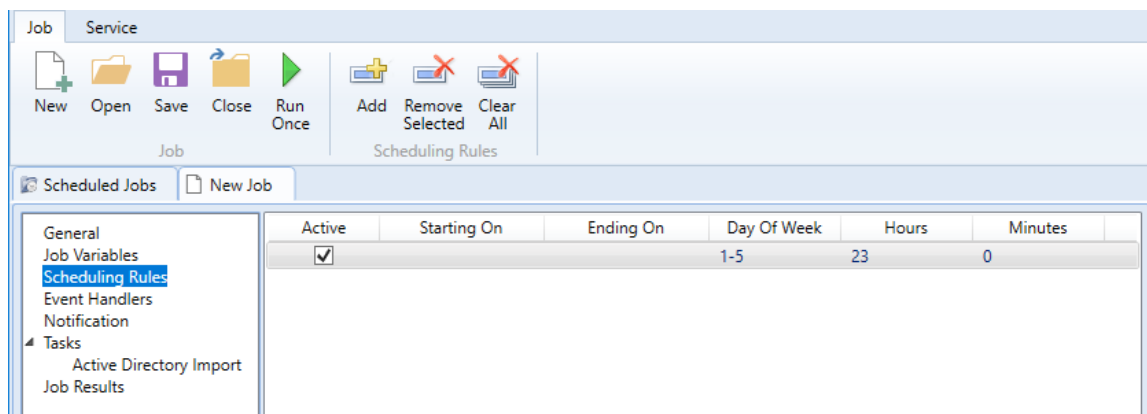 Job Service
New Open Save Close Run Once Add Remove Selected Clear All
Job Scheduling Rules
Scheduled Jobs New Job
General
Job Variables
Scheduling Rules
Event Handlers
Notification
Tasks
Active Directory Import
Job Results
Active Starting On Ending On Day Of Week Hours Minutes
1-5 23 0